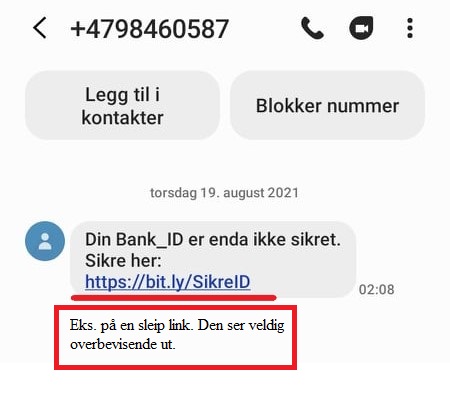 +4798460587
Legg til i
kontakter
Blokker nummer
torsdag 19. august 2021
Din Bank_ID er enda ikke sikret.
Sikre her:
https://bit.ly/SikreID
02:08
Eks. på en sleip link. Den ser veldig
overbevisende ut.